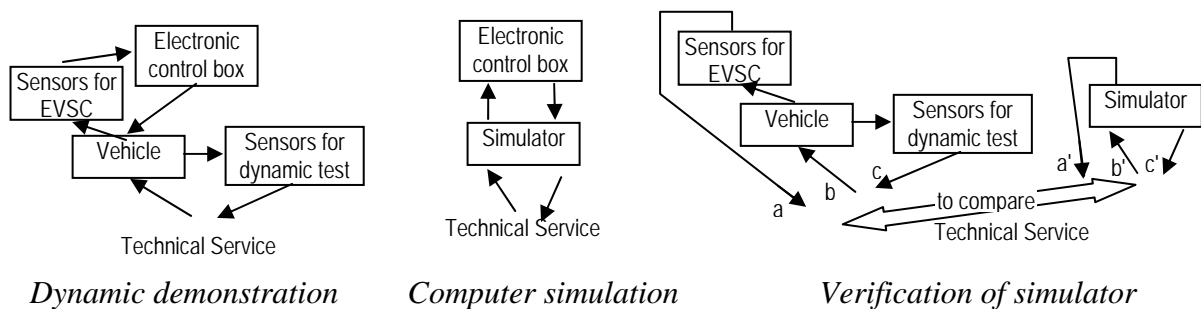 Electronic
control box
Sensors for
EVSC
Vehicle
Sensors for
dynamic test
Technical Service
Dynamic demonstration
Electronic
control box
Simulator
Technical Service
Computer simulation
Sensors for
EVSC
Vehicle
Sensors for
dynamic test
Simulator
a
b
c
a'
b'
c'
to compare
Technical Service
Verification of simulator